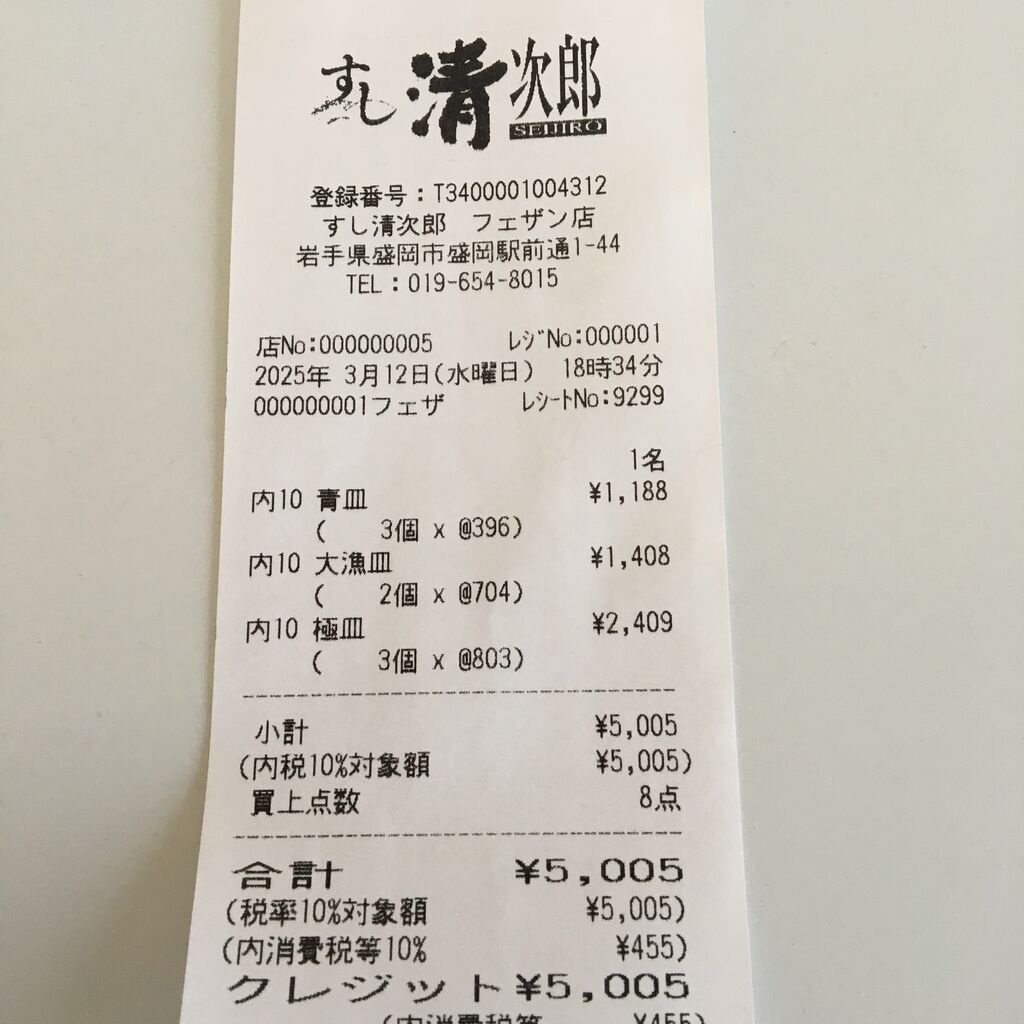 すし 清次郎
SEIJIRO
登録番号：T3400001004312
すし清次郎　フェザン店
岩手県盛岡市盛岡駅前通1-44
TEL：019-654-8015
店No:000000005 ﾚｼﾞNo:000001
2025年 3月12日(水曜日) 18時34分
000000001フェザ ﾚｼｰﾄNo:9299
1名
内10 青皿 ¥1,188
( 3個 x @396)
内10 大漁皿 ¥1,408
( 2個 x @704)
内10 極皿 ¥2,409
( 3個 x @803)
小計 ¥5,005
(内税10%対象額 ¥5,005)
買上点数 8点
合計 ¥5,005
(税率10%対象額 ¥5,005)
(内消費税等10% ¥455)
クレジット ¥5,005
(内消費税等 ¥455)